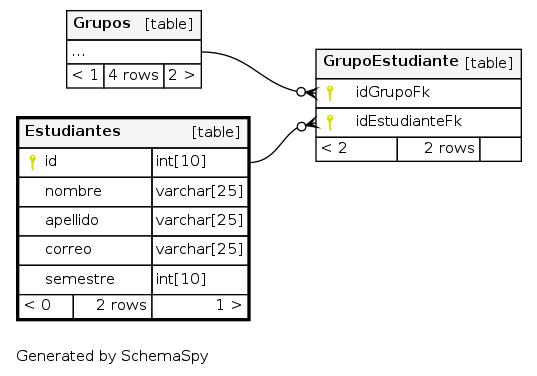 Grupos [table]
...
< 1 4 rows 2 >
GrupoEstudiante [table]
idGrupoFk
idEstudianteFk
< 2 2 rows
Estudiantes [table]
id int[10]
nombre varchar[25]
apellido varchar[25]
correo varchar[25]
semestre int[10]
< 0 2 rows 1 >
Generated by SchemaSpy